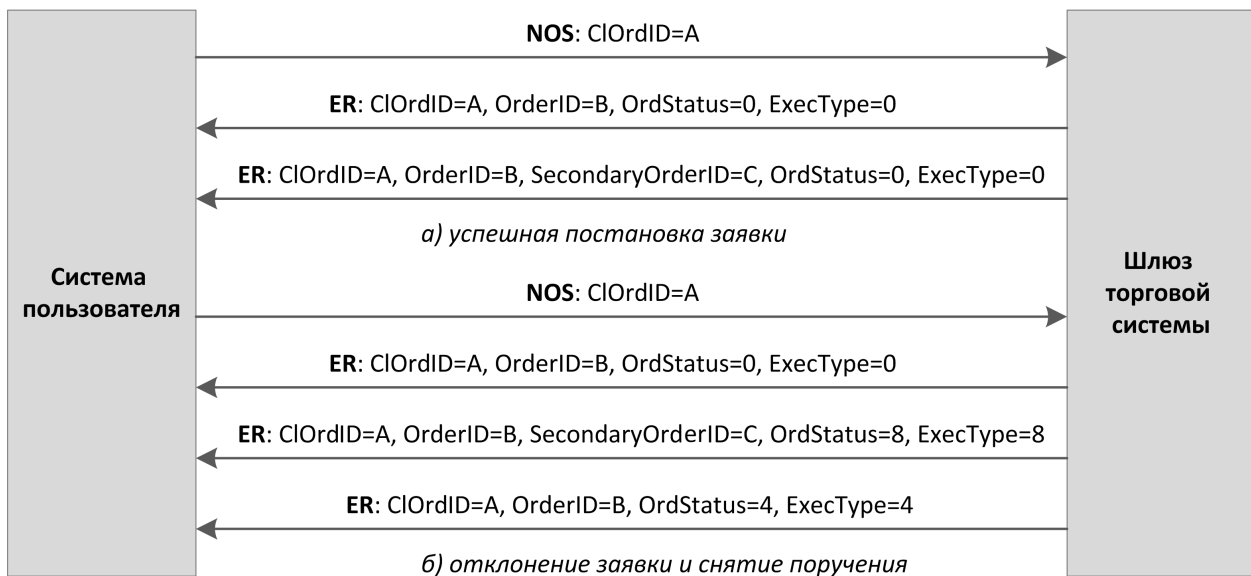 NOS: ClOrdID=A
ER: ClOrdID=A, OrderID=B, OrdStatus=0, ExecType=0
ER: ClOrdID=A, OrderID=B, SecondaryOrderID=C, OrdStatus=0, ExecType=0
а) успешная постановка заявки
Система
пользователя
Шлюз
торговой
системы
NOS: ClOrdID=A
ER: ClOrdID=A, OrderID=B, OrdStatus=0, ExecType=0
ER: ClOrdID=A, OrderID=B, SecondaryOrderID=C, OrdStatus=8, ExecType=8
ER: ClOrdID=A, OrderID=B, OrdStatus=4, ExecType=4
б) отклонение заявки и снятие поручения